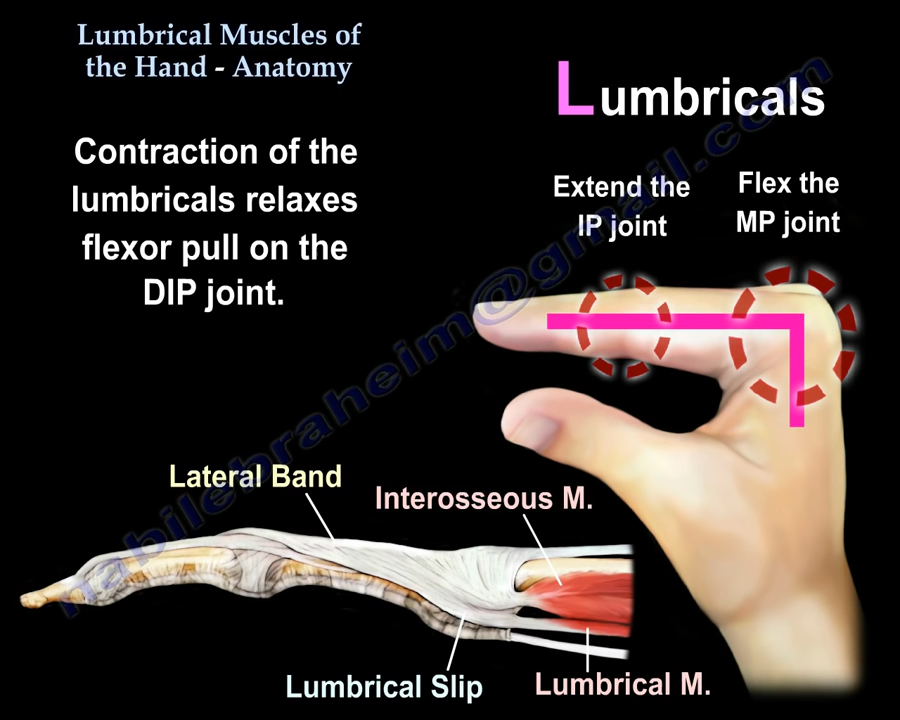 Lumbrical Muscles of
the Hand - Anatomy
Contraction of the
lumbricals relaxes
flexor pull on the
DIP joint.
Lumbricals
Extend the
IP joint
Flex the
MP joint
nabilebraheim@gmail.com
Lateral Band
Interosseous M.
Lumbrical Slip
Lumbrical M.